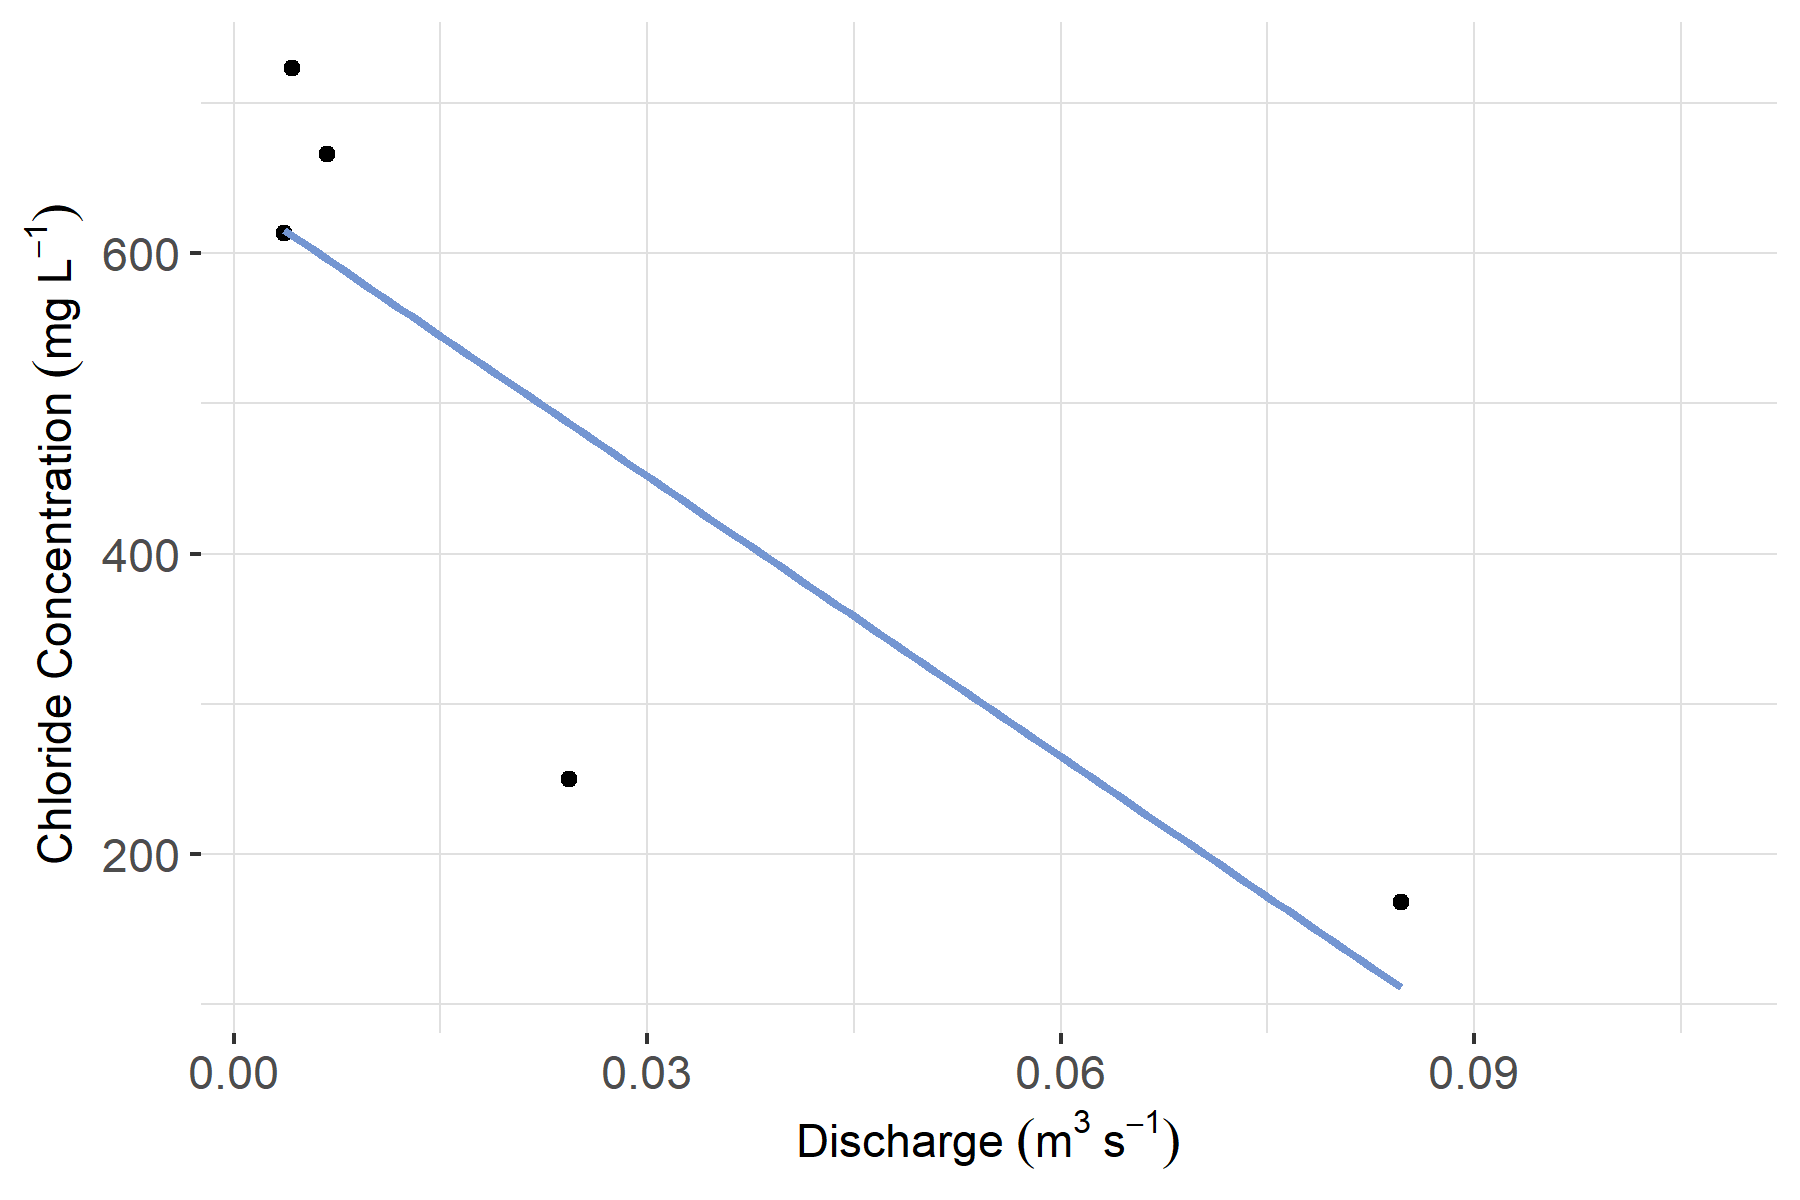 Chloride Concentration (mg L⁻¹)
600
400
200
0.00 0.03 0.06 0.09
Discharge (m³ s⁻¹)